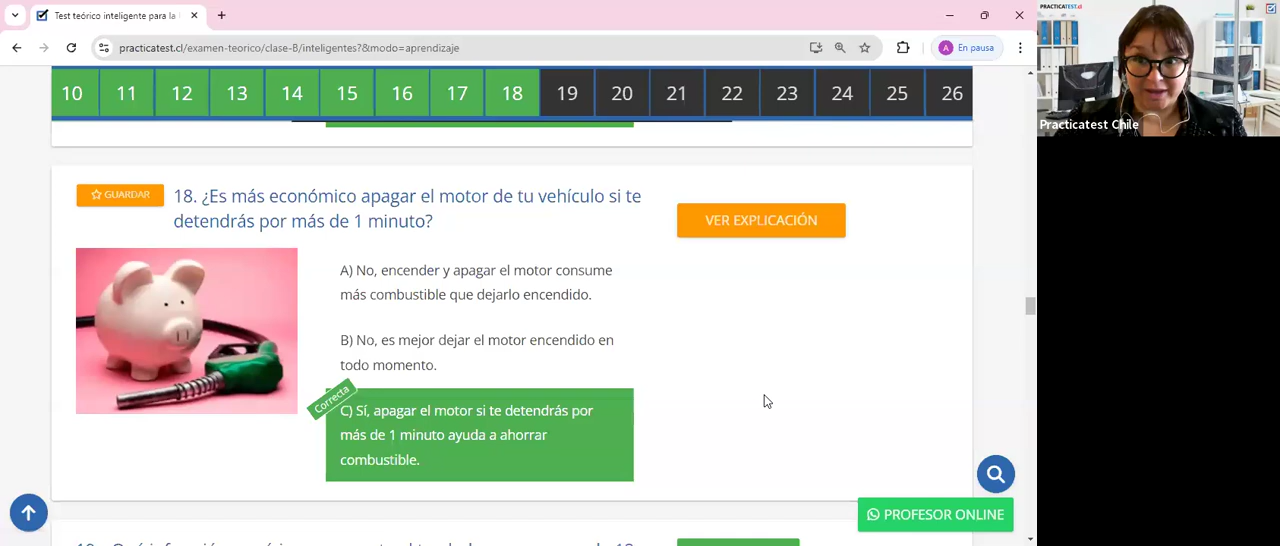 Test teórico inteligente para la
practicatest.cl/examen-teorico/clase-B/inteligentes?&modo=aprendizaje
A
En pausa
10 11 12 13 14 15 16 17 18 19 20 21 22 23 24 25 26
PRACTICATEST.cl
Practicatest Chile
GUARDAR
18. ¿Es más económico apagar el motor de tu vehículo si te
detendrás por más de 1 minuto?
VER EXPLICACIÓN
A) No, encender y apagar el motor consume
más combustible que dejarlo encendido.
B) No, es mejor dejar el motor encendido en
todo momento.
Correcta
C) Sí, apagar el motor si te detendrás por
más de 1 minuto ayuda a ahorrar
combustible.
PROFESOR ONLINE